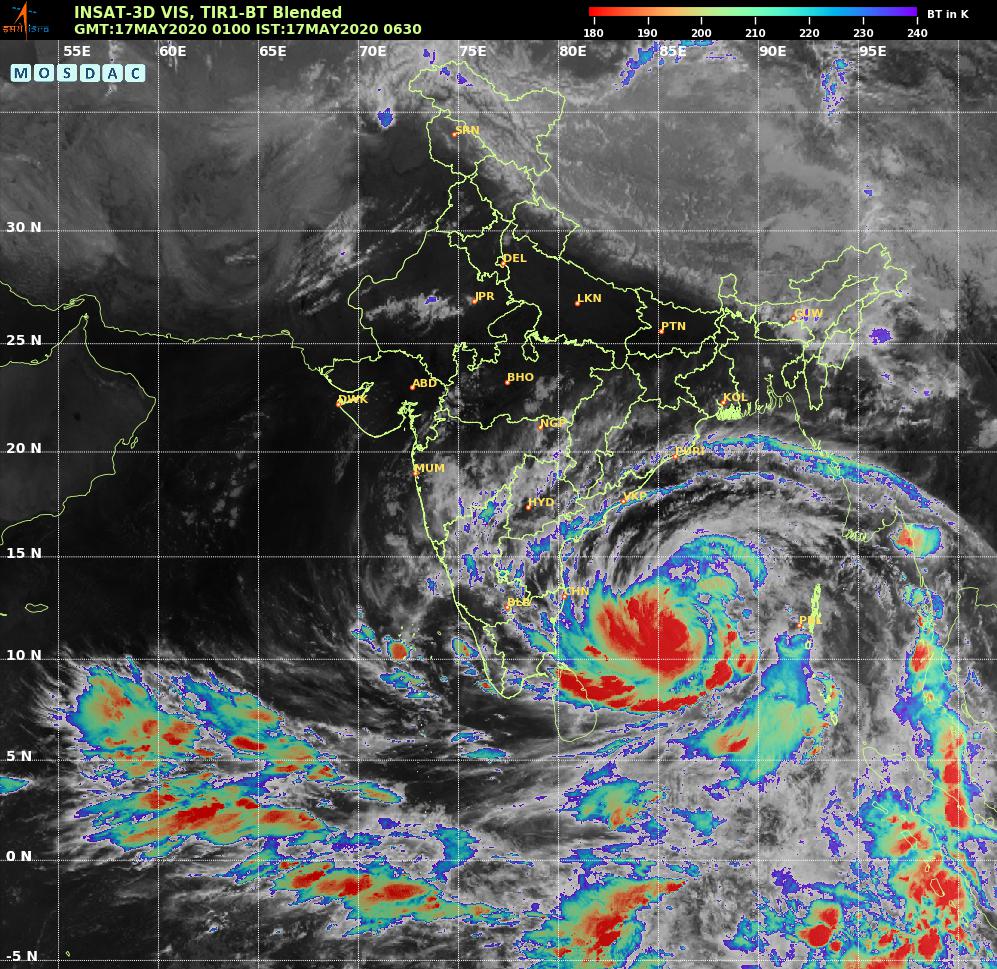 INSAT-3D VIS, TIR1-BT Blended
GMT:17MAY2020 0100 IST:17MAY2020 0630
BT in K
180 190 200 210 220 230 240
55E 60E 65E 70E 75E 80E 85E 90E 95E
MOSDAC
SRN
30 N
DEL
JPR
LKN
GUW
PTN
25 N
BHO
ABD
DWK
KOL
NGP
20 N
PURI
MUM
VKP
HYD
15 N
CHN
BLR
PBL
10 N
5 N
0 N
-5 N